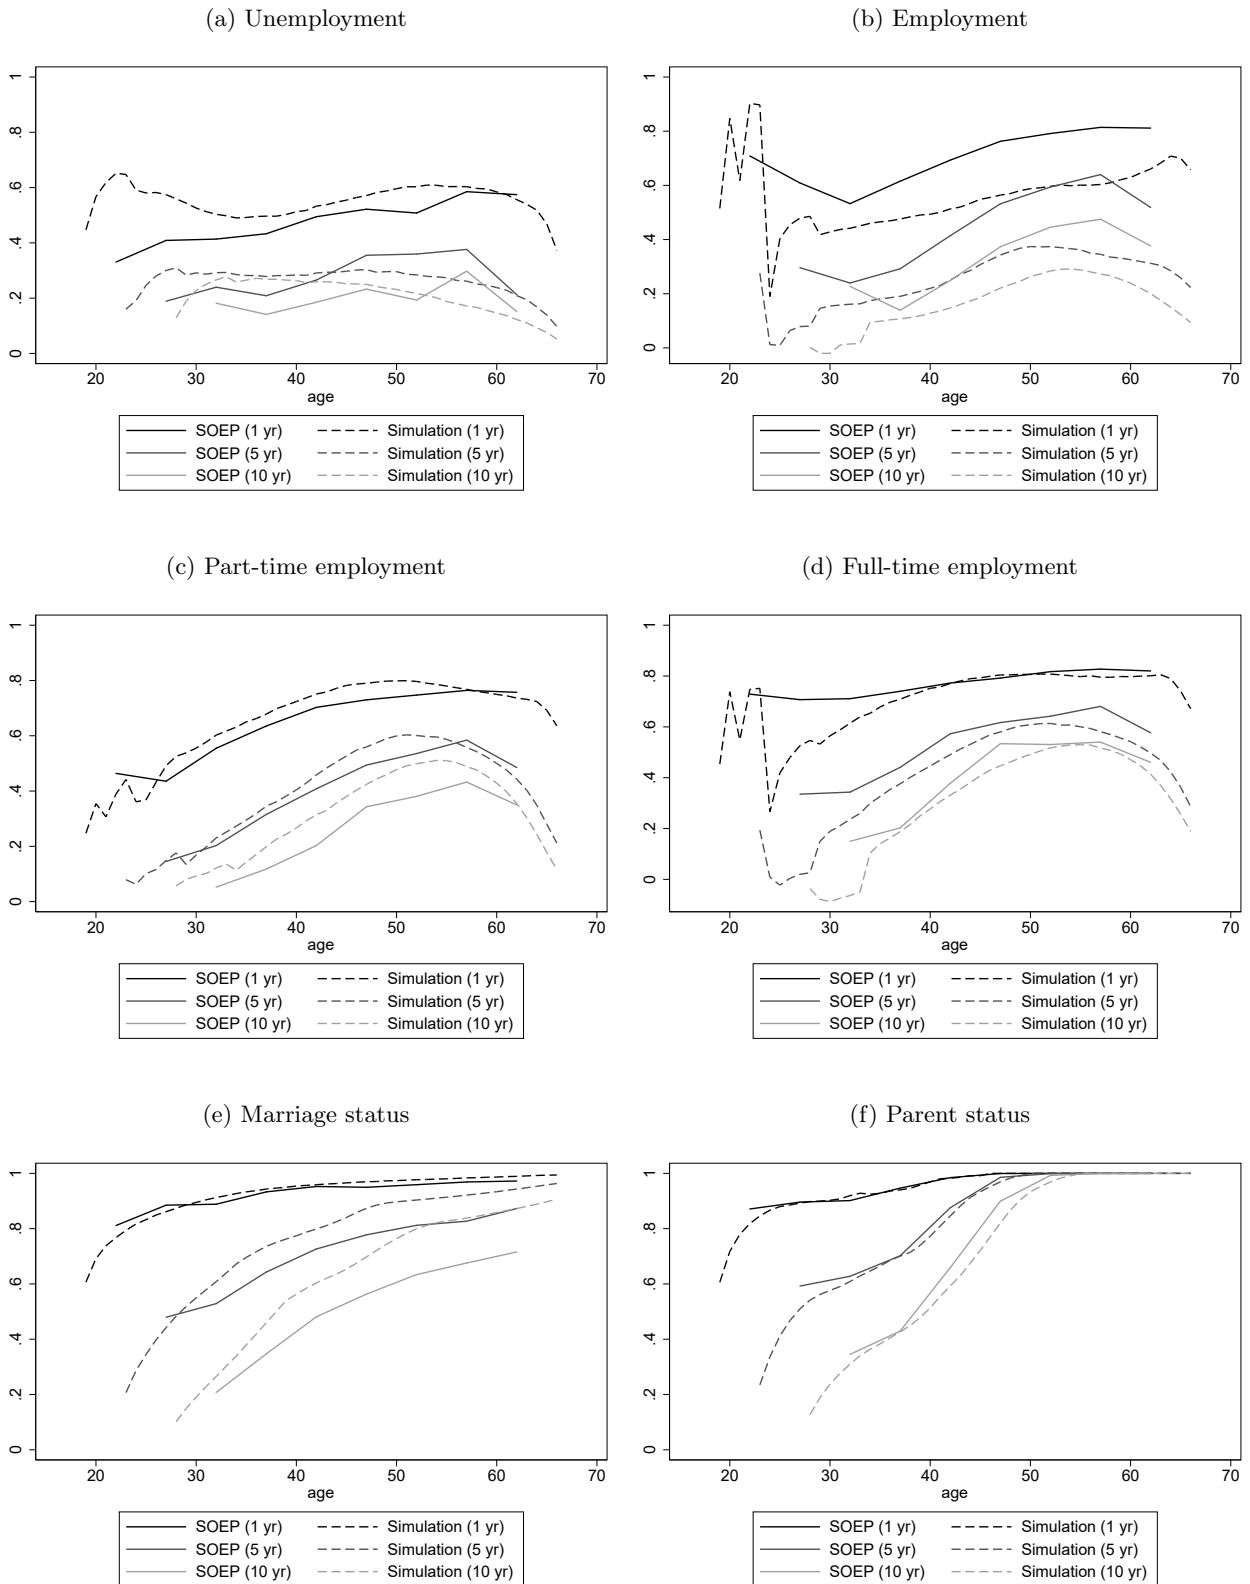 (a) Unemployment
(b) Employment
0 .2 .4 .6 .8 1
20 30 40 50 60 70
age
SOEP (1 yr) Simulation (1 yr)
SOEP (5 yr) Simulation (5 yr)
SOEP (10 yr) Simulation (10 yr)
0 .2 .4 .6 .8 1
20 30 40 50 60 70
age
SOEP (1 yr) Simulation (1 yr)
SOEP (5 yr) Simulation (5 yr)
SOEP (10 yr) Simulation (10 yr)
(c) Part-time employment
(d) Full-time employment
0 .2 .4 .6 .8 1
20 30 40 50 60 70
age
SOEP (1 yr) Simulation (1 yr)
SOEP (5 yr) Simulation (5 yr)
SOEP (10 yr) Simulation (10 yr)
0 .2 .4 .6 .8 1
20 30 40 50 60 70
age
SOEP (1 yr) Simulation (1 yr)
SOEP (5 yr) Simulation (5 yr)
SOEP (10 yr) Simulation (10 yr)
(e) Marriage status
(f) Parent status
0 .2 .4 .6 .8 1
20 30 40 50 60 70
age
SOEP (1 yr) Simulation (1 yr)
SOEP (5 yr) Simulation (5 yr)
SOEP (10 yr) Simulation (10 yr)
0 .2 .4 .6 .8 1
20 30 40 50 60 70
age
SOEP (1 yr) Simulation (1 yr)
SOEP (5 yr) Simulation (5 yr)
SOEP (10 yr) Simulation (10 yr)